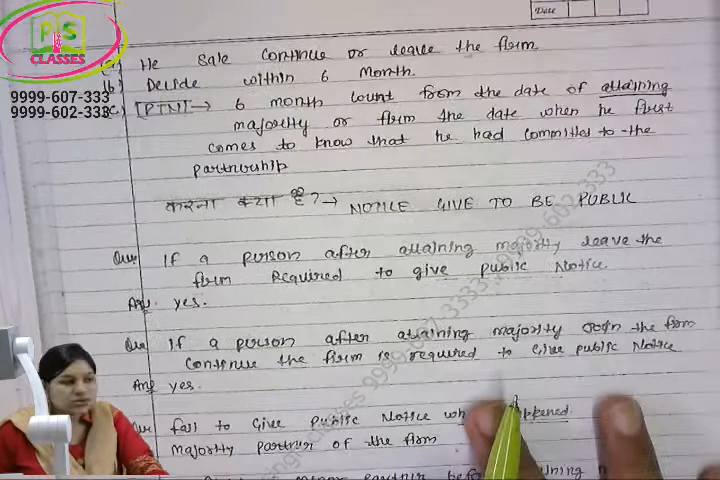 PS
CLASSES
Date
9999-607-333
9999-602-333
(a) He Sale Continue or leave the firm
(b) Decide within 6 month.
(c) [PTN] → 6 month count from the date of attaining
majority or firm the date when he first
comes to know that he had committed to the
partnership
करना क्या है? → NOTICE GIVE TO BE PUBLIC
Que If a person after attaining majority leave the
firm Required to give public Notice.
Ans. yes.
Que If a person after attaining majority join the firm
continue the firm is required to Give public Notice
Ans yes.
Que fail to Give Public Notice
Majority partner of the firm
partner